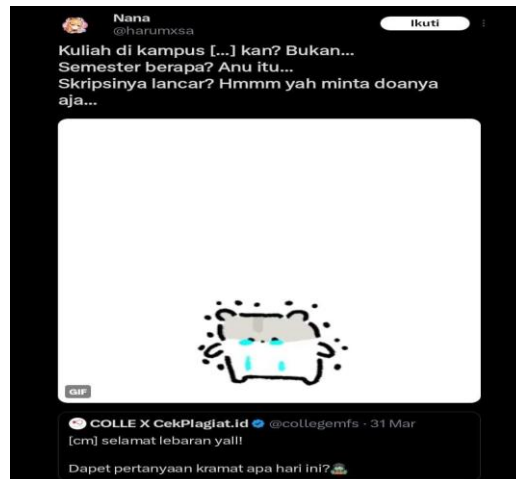 Nana
Ikuti
@harumxsa
Kuliah di kampus [...] kan? Bukan...
Semester berapa? Anu itu...
Skripsinya lancar? Hmmm yah minta doanya
aja...
GIF
COLLE X CekPlagiat.id @collegemfs · 31 Mar
[cm] selamat lebaran yall!
Dapet pertanyaan kramat apa hari ini?